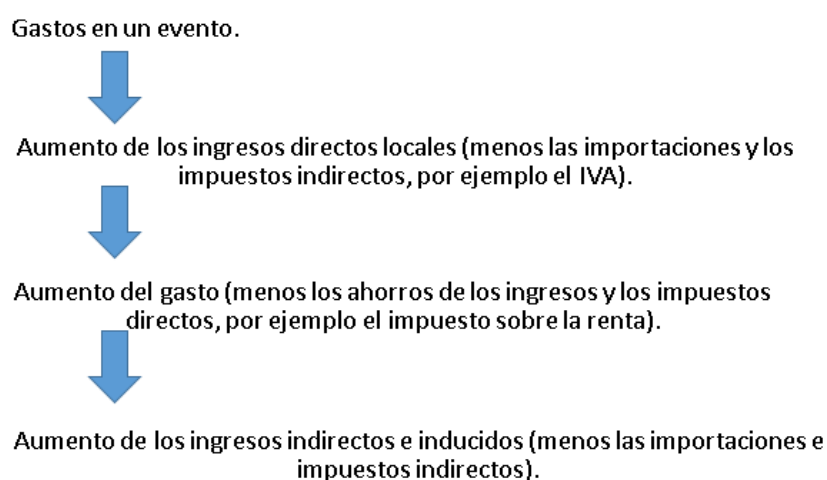 Gastos en un evento.
Aumento de los ingresos directos locales (menos las importaciones y los
impuestos indirectos, por ejemplo el IVA).
Aumento del gasto (menos los ahorros de los ingresos y los impuestos
directos, por ejemplo el impuesto sobre la renta).
Aumento de los ingresos indirectos e inducidos (menos las importaciones e
impuestos indirectos).